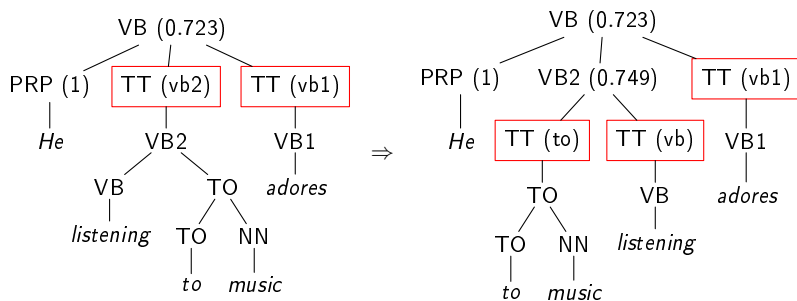 VB (0.723)
PRP (1) TT (vb2) TT (vb1)
He VB2 VB1
VB TO adores
listening TO NN
to music
⇒
VB (0.723)
PRP (1) VB2 (0.749) TT (vb1)
He TT (to) TT (vb) VB1
TO VB adores
TO NN listening
to music